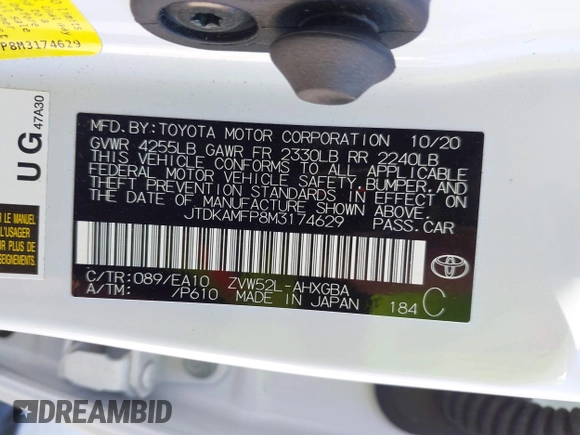 P8M3174629
UG
47A30
MFD.BY:TOYOTA MOTOR CORPORATION 10/20
GVWR 4255LB GAWR FR 2330LB RR 2240LB
THIS VEHICLE CONFORMS TO ALL APPLICABLE
FEDERAL MOTOR VEHICLE SAFETY, BUMPER, AND
THEFT PREVENTION STANDARDS IN EFFECT ON
THE DATE OF MANUFACTURE SHOWN ABOVE.
JTDKAMFP8M3174629 PASS.CAR
C/TR:089/EA10 ZVW52L-AHXGBA
A/TM: /P610 MADE IN JAPAN 184 C
TOYOTA
LE MANUEL
D'USAGER
DREAMBID